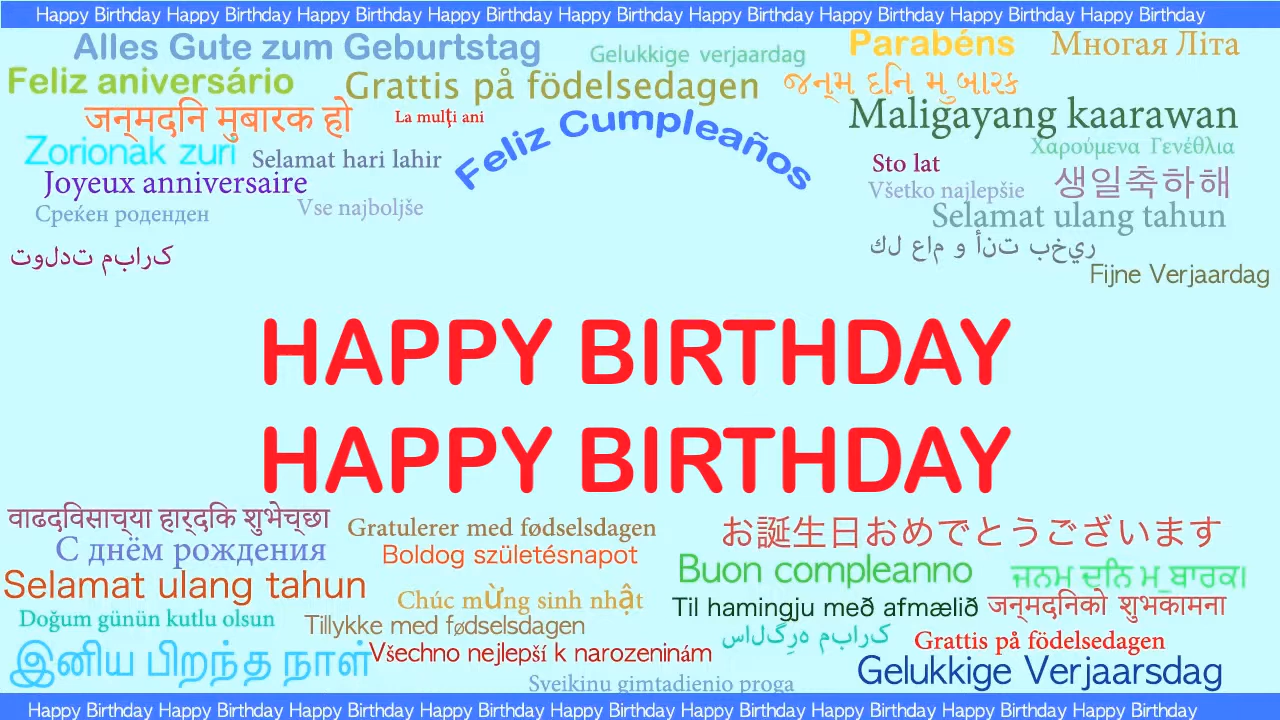 Happy Birthday Happy Birthday Happy Birthday Happy Birthday Happy Birthday Happy Birthday Happy Birthday Happy Birthday Happy Birthday
Alles Gute zum Geburtstag
Gelukkige verjaardag
Parabéns
Многая Літа
Feliz aniversário
Grattis på födelsedagen
જન્મ દિન મુબારક
जन्मदिन मुबारक हो
La mulţi ani
Feliz Cumpleaños
Maligayang kaarawan
Zorionak zuri
Selamat hari lahir
Χαρούμενα Γενέθλια
Sto lat
Joyeux anniversaire
Všetko najlepšie
생일축하해
Среќен роденден
Vse najboljše
Selamat ulang tahun
تولدت مبارک
كل عام و أنت بخير
Fijne Verjaardag
HAPPY BIRTHDAY
HAPPY BIRTHDAY
वाढदिवसाच्या हार्दिक शुभेच्छा
Gratulerer med fødselsdagen
お誕生日おめでとうございます
С днём рождения
Boldog születésnapot
Buon compleanno
ਜਨਮ ਦਿਨ ਮੁਬਾਰਕ।
Selamat ulang tahun
Chúc mừng sinh nhật
Til hamingju með afmælið
जन्मदिनको शुभकामना
Doğum günün kutlu olsun
Tillykke med fødselsdagen
سالگرہ مبارک
Grattis på födelsedagen
இனிய பிறந்த நாள்
Všechno nejlepší k narozeninám
Gelukkige Verjaarsdag
Sveikinu gimtadienio proga
Happy Birthday Happy Birthday Happy Birthday Happy Birthday Happy Birthday Happy Birthday Happy Birthday Happy Birthday Happy Birthday